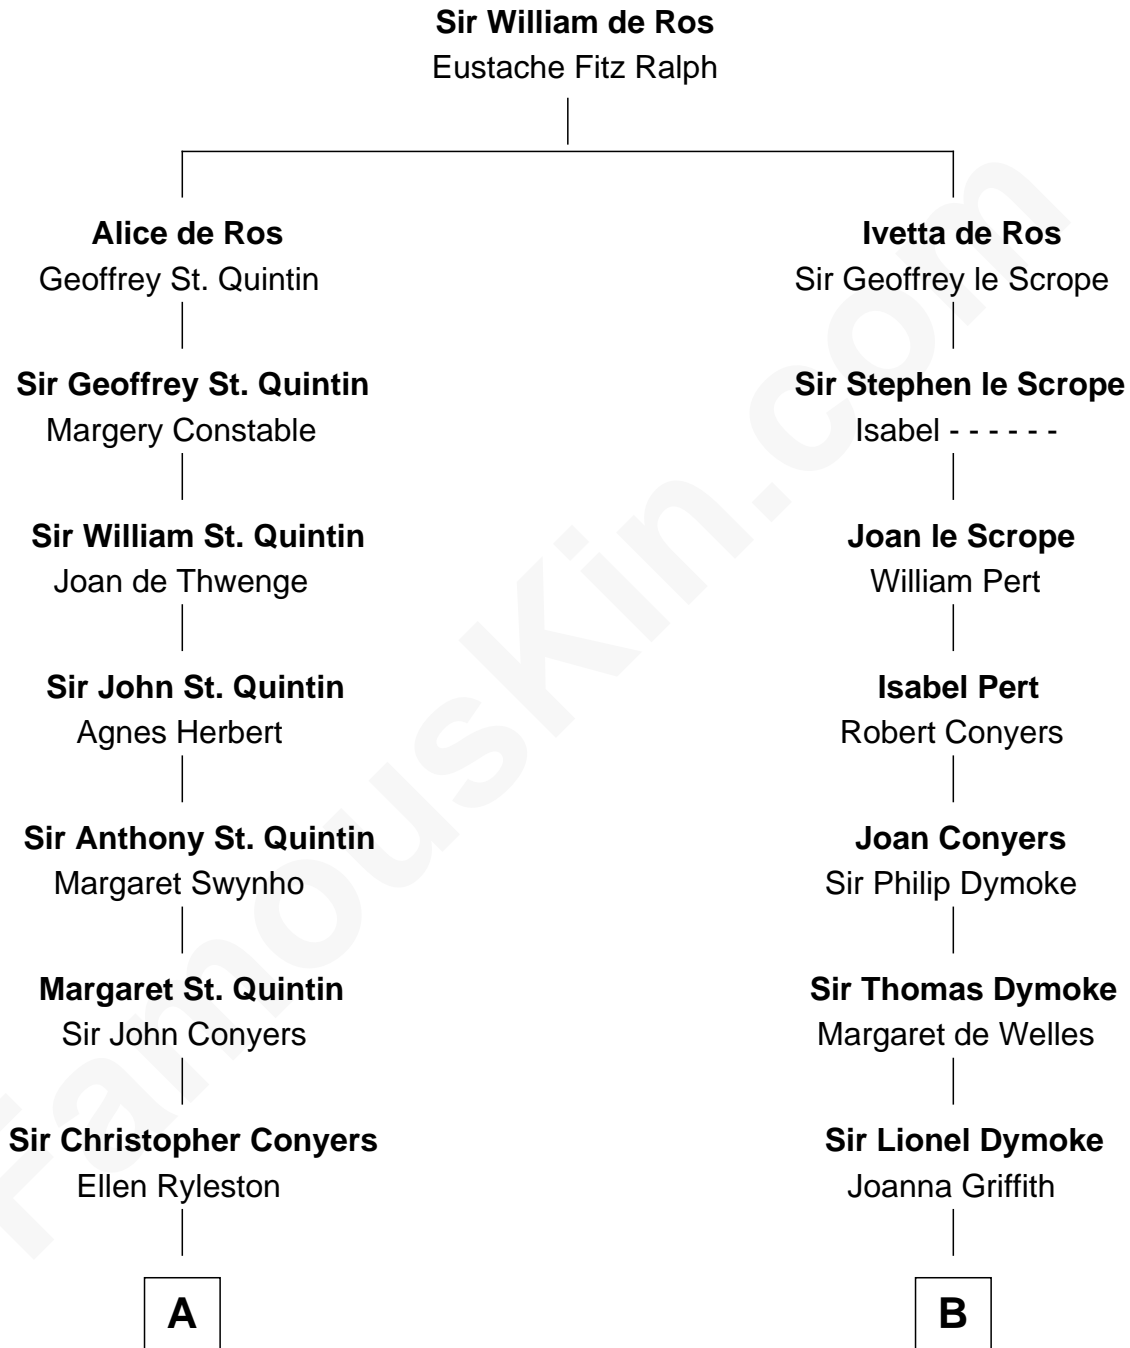 Sir William de Ros
Eustache Fitz Ralph
Alice de Ros
Geoffrey St. Quintin
Ivetta de Ros
Sir Geoffrey le Scrope
Sir Geoffrey St. Quintin
Margery Constable
Sir Stephen le Scrope
Isabel - - - - - -
Sir William St. Quintin
Joan de Thwenge
Joan le Scrope
William Pert
Sir John St. Quintin
Agnes Herbert
Isabel Pert
Robert Conyers
Sir Anthony St. Quintin
Margaret Swynho
Joan Conyers
Sir Philip Dymoke
Margaret St. Quintin
Sir John Conyers
Sir Thomas Dymoke
Margaret de Welles
Sir Christopher Conyers
Ellen Ryleston
Sir Lionel Dymoke
Joanna Griffith
A
B
FamousKin.com